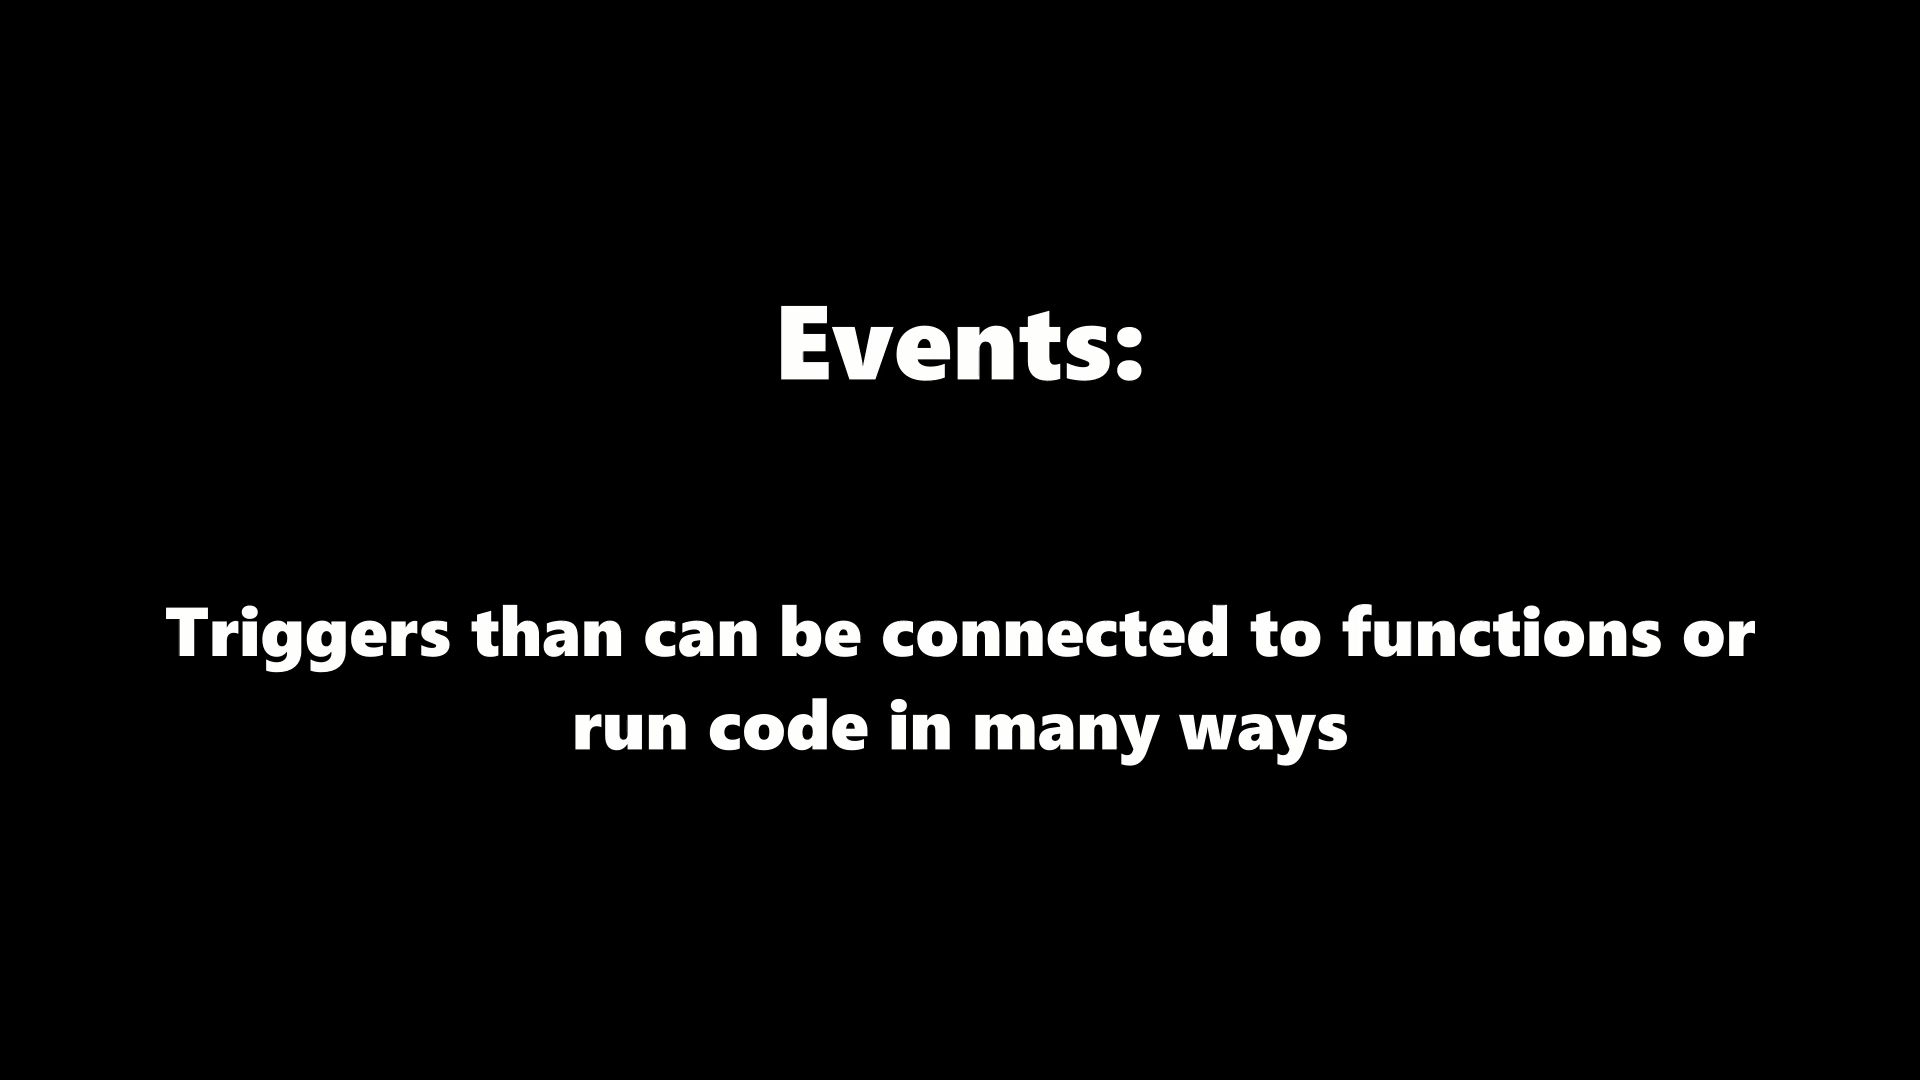 Events:
Triggers than can be connected to functions or
run code in many ways